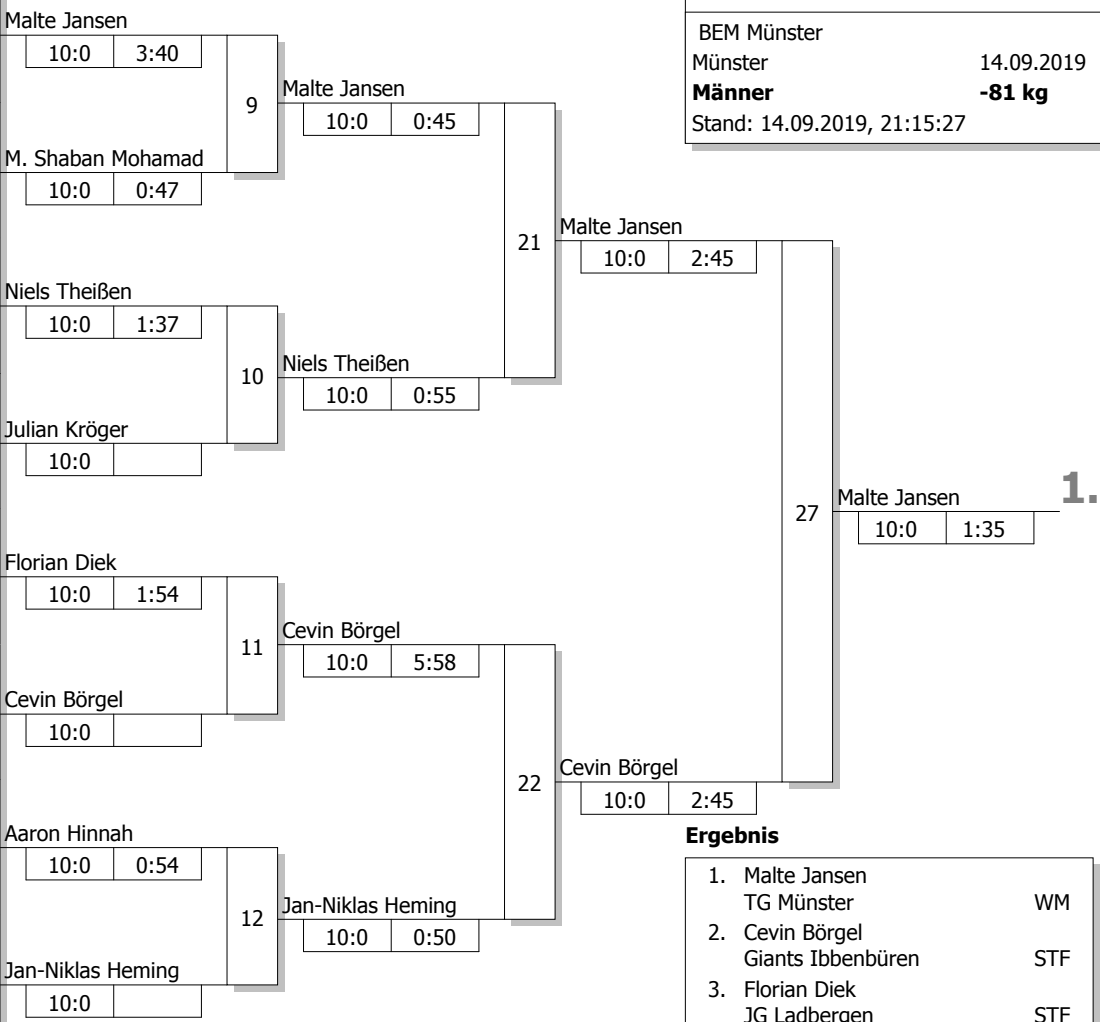 Malte Jansen
10:0 3:40
9
M. Shaban Mohamad
10:0 0:47
Niels Theißen
10:0 1:37
10
Julian Kröger
10:0
Florian Diek
10:0 1:54
11
Cevin Börgel
10:0
Aaron Hinnah
10:0 0:54
12
Jan-Niklas Heming
10:0
Malte Jansen
10:0 0:45
21
Niels Theißen
10:0 0:55
Cevin Börgel
10:0 5:58
22
Jan-Niklas Heming
10:0 0:50
Malte Jansen
10:0 2:45
27
Cevin Börgel
10:0 2:45
Malte Jansen 1.
10:0 1:35
BEM Münster
Münster 14.09.2019
Männer -81 kg
Stand: 14.09.2019, 21:15:27
Ergebnis
1. Malte Jansen
TG Münster WM
2. Cevin Börgel
Giants Ibbenbüren STF
3. Florian Diek
JG Ladbergen STF